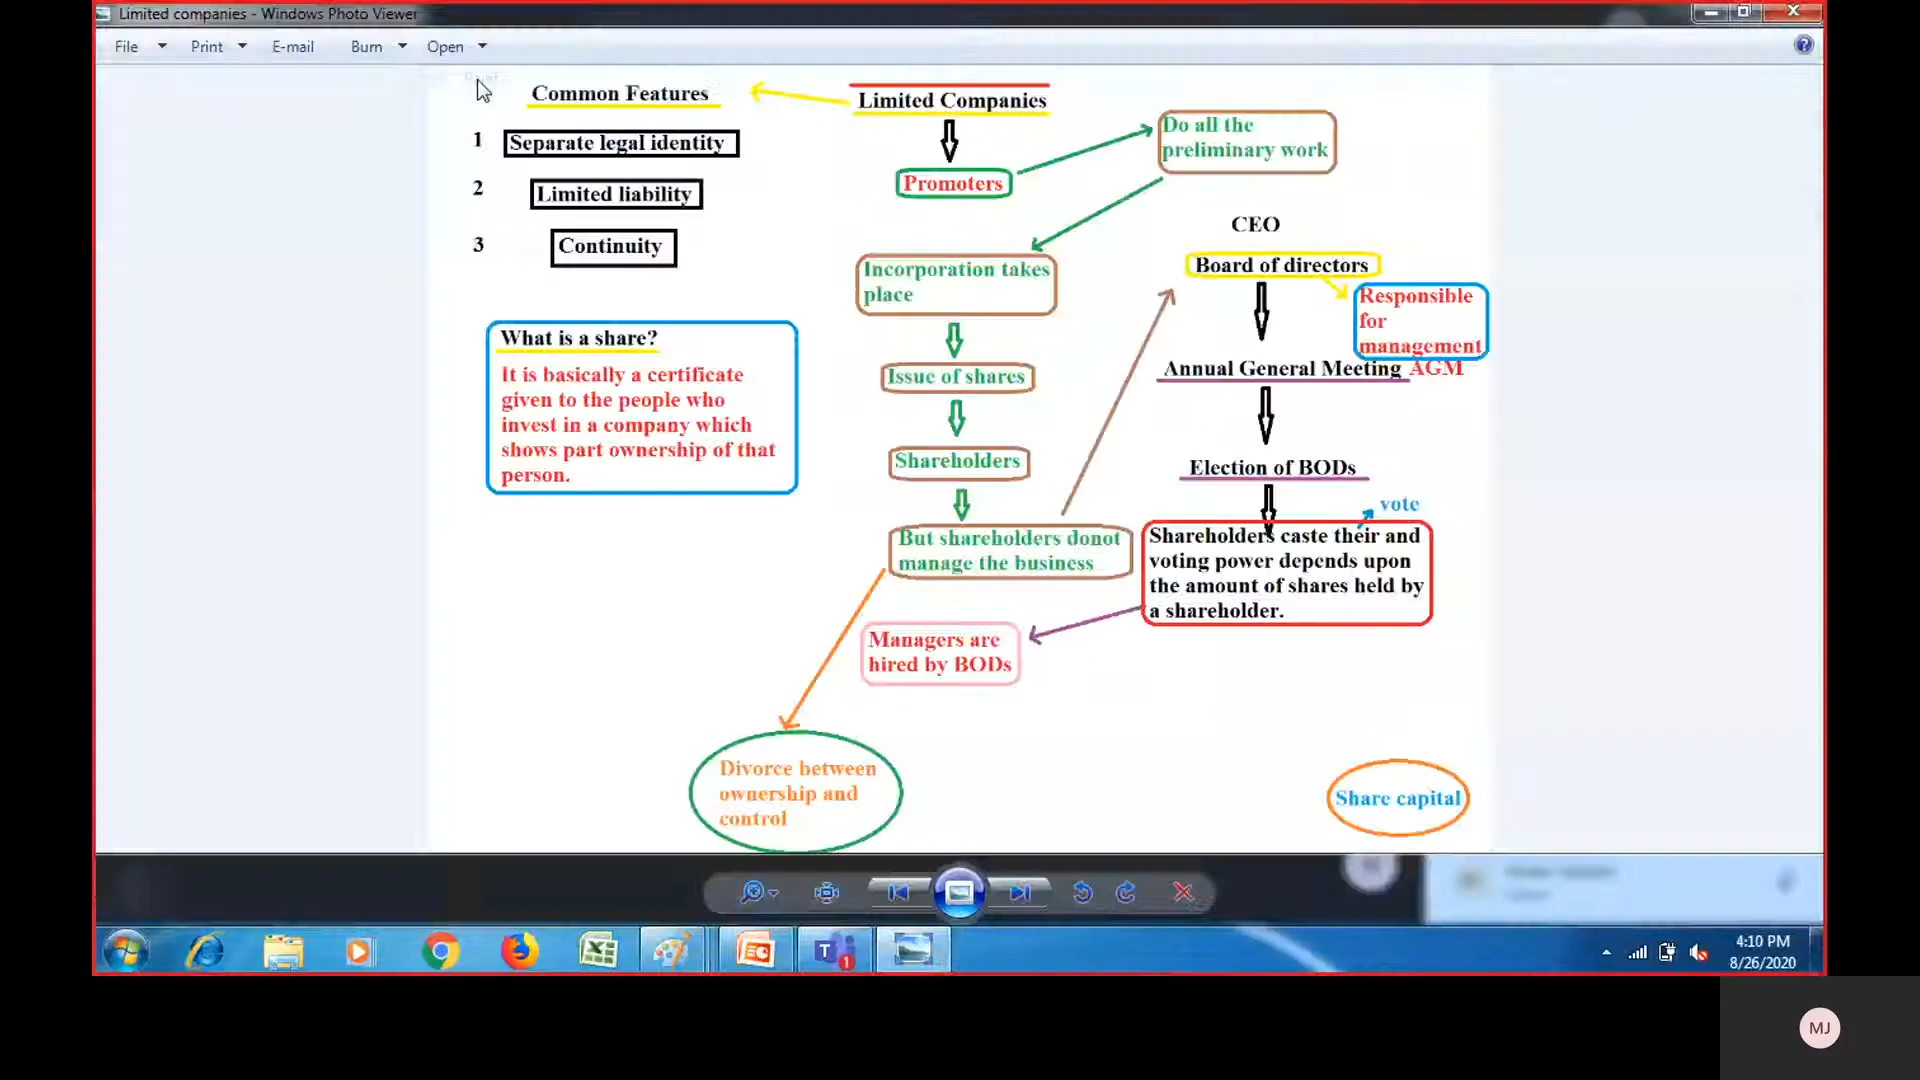 Limited companies - Windows Photo Viewer
File Print E-mail Burn Open
Common Features
Limited Companies
1 Separate legal identity
2 Limited liability
3 Continuity
Promoters
Do all the
preliminary work
Incorporation takes
place
Issue of shares
Shareholders
But shareholders donot
manage the business
CEO
Board of directors
Responsible
for
management
Annual General Meeting AGM
Election of BODs
vote
Shareholders caste their and
voting power depends upon
the amount of shares held by
a shareholder.
Managers are
hired by BODs
What is a share?
It is basically a certificate
given to the people who
invest in a company which
shows part ownership of that
person.
Divorce between
ownership and
control
Share capital
4:10 PM
8/26/2020
MJ